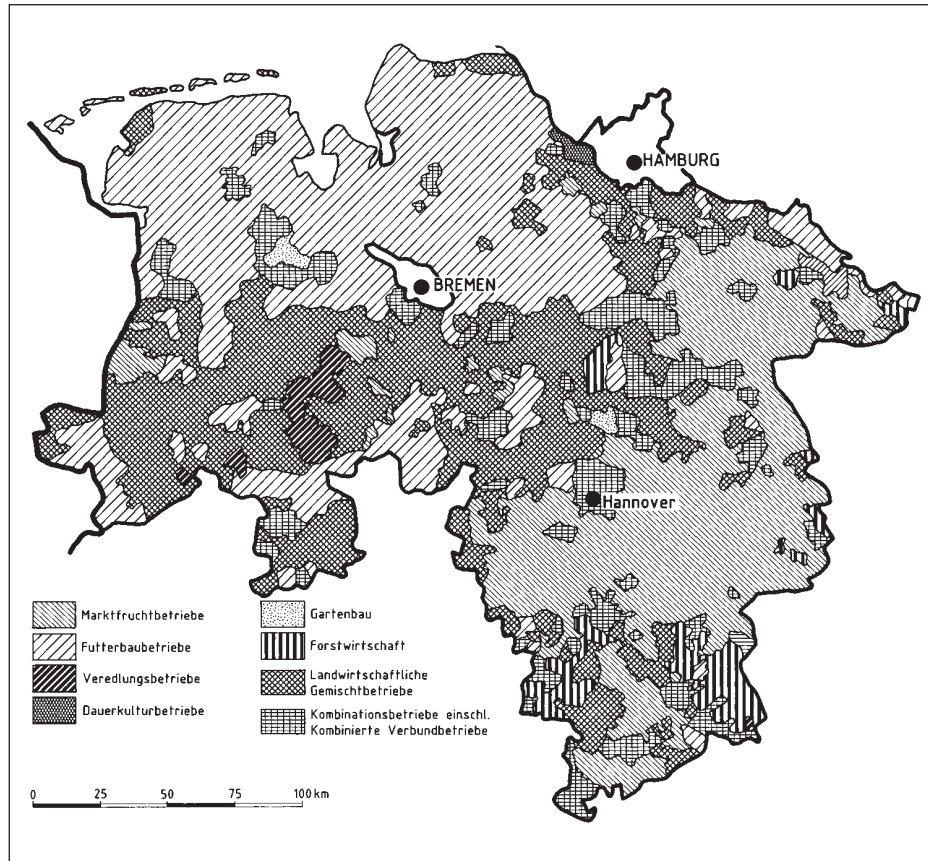 HAMBURG
BREMEN
Hannover
Marktfruchtbetriebe
Futterbaubetriebe
Veredlungsbetriebe
Dauerkulturbetriebe
Gartenbau
Forstwirtschaft
Landwirtschaftliche
Gemischtbetriebe
Kombinationsbetriebe einschl.
Kombinierte Verbundbetriebe
0 25 50 75 100 km